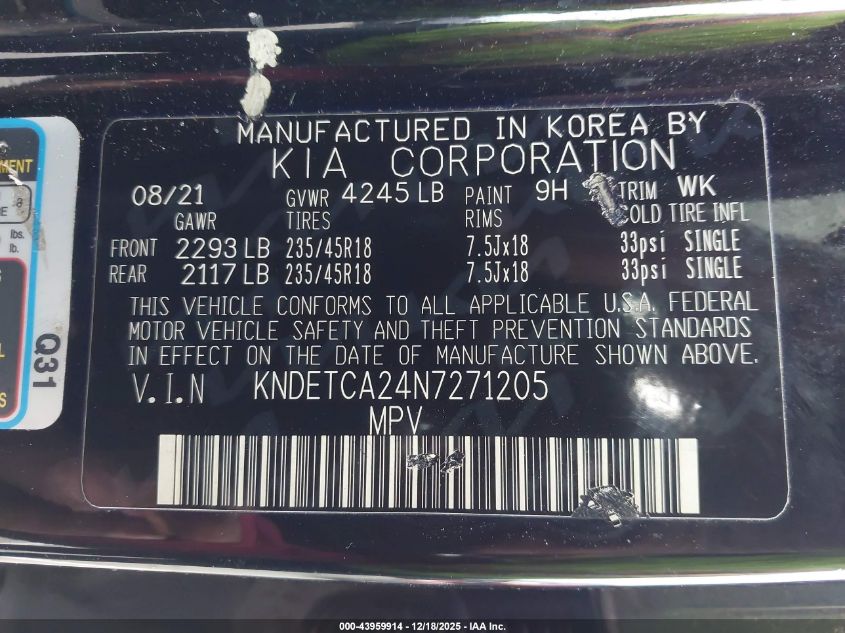 MANUFACTURED IN KOREA BY
KIA CORPORATION
08/21 GVWR 4245 LB PAINT 9H TRIM WK
GAWR TIRES RIMS COLD TIRE INFL
FRONT 2293 LB 235/45R18 7.5Jx18 33psi SINGLE
REAR 2117 LB 235/45R18 7.5Jx18 33psi SINGLE
THIS VEHICLE CONFORMS TO ALL APPLICABLE U.S.A. FEDERAL
MOTOR VEHICLE SAFETY AND THEFT PREVENTION STANDARDS
IN EFFECT ON THE DATE OF MANUFACTURE SHOWN ABOVE.
V.I.N KNDETCA24N7271205
MPV
lbs.
lb.
Q31
000-43959914 - 12/18/2025 - IAA Inc.